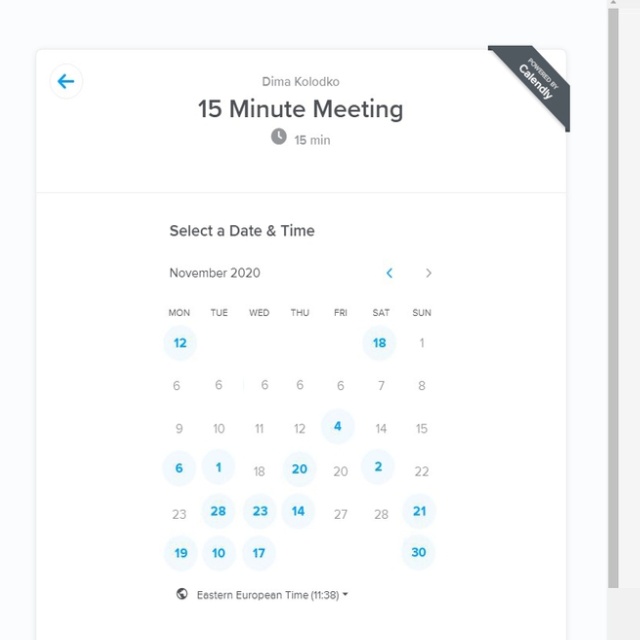 POWERED BY
Calendly
Dima Kolodko
15 Minute Meeting
15 min
Select a Date & Time
November 2020
MON TUE WED THU FRI SAT SUN
12 18 1
6 6 6 6 6 7 8
9 10 11 12 4 14 15
6 1 18 20 20 2 22
23 28 23 14 27 28 21
19 10 17 30
Eastern European Time (11:38)